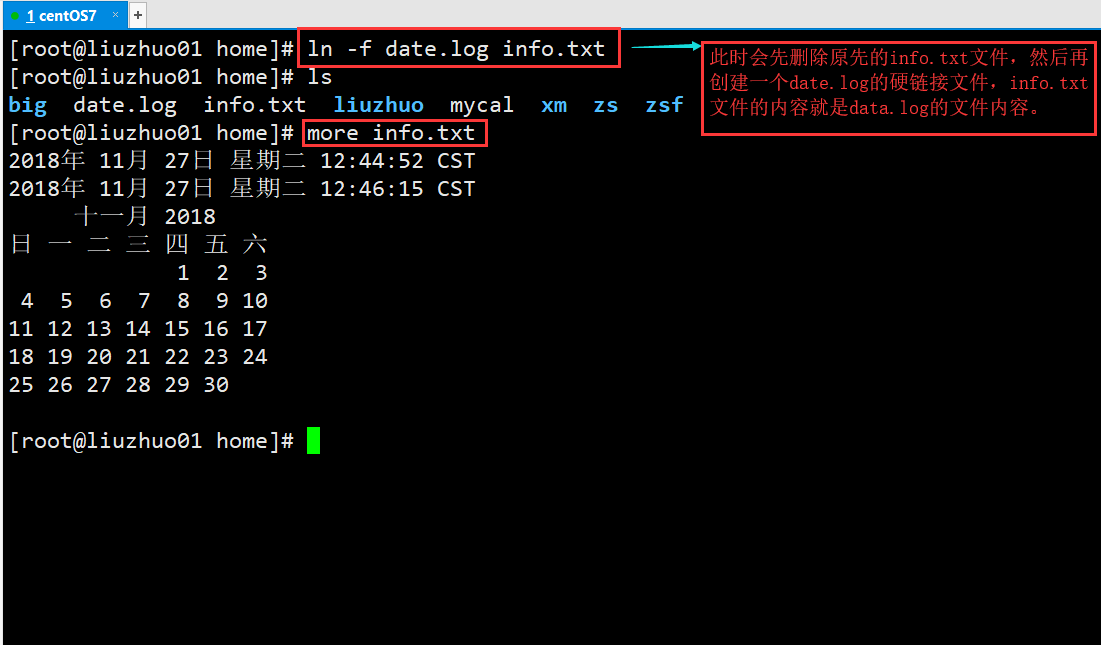 1 centOS7 × +
[root@liuzhuo01 home]# ln -f date.log info.txt
此时会先删除原先的info.txt文件，然后再
创建一个date.log的硬链接文件，info.txt
文件的内容就是data.log的文件内容。
[root@liuzhuo01 home]# ls
big date.log info.txt liuzhuo mycal xm zs zsf
[root@liuzhuo01 home]# more info.txt
2018年 11月 27日 星期二 12:44:52 CST
2018年 11月 27日 星期二 12:46:15 CST
十一月 2018
日 一 二 三 四 五 六
1 2 3
4 5 6 7 8 9 10
11 12 13 14 15 16 17
18 19 20 21 22 23 24
25 26 27 28 29 30
[root@liuzhuo01 home]#